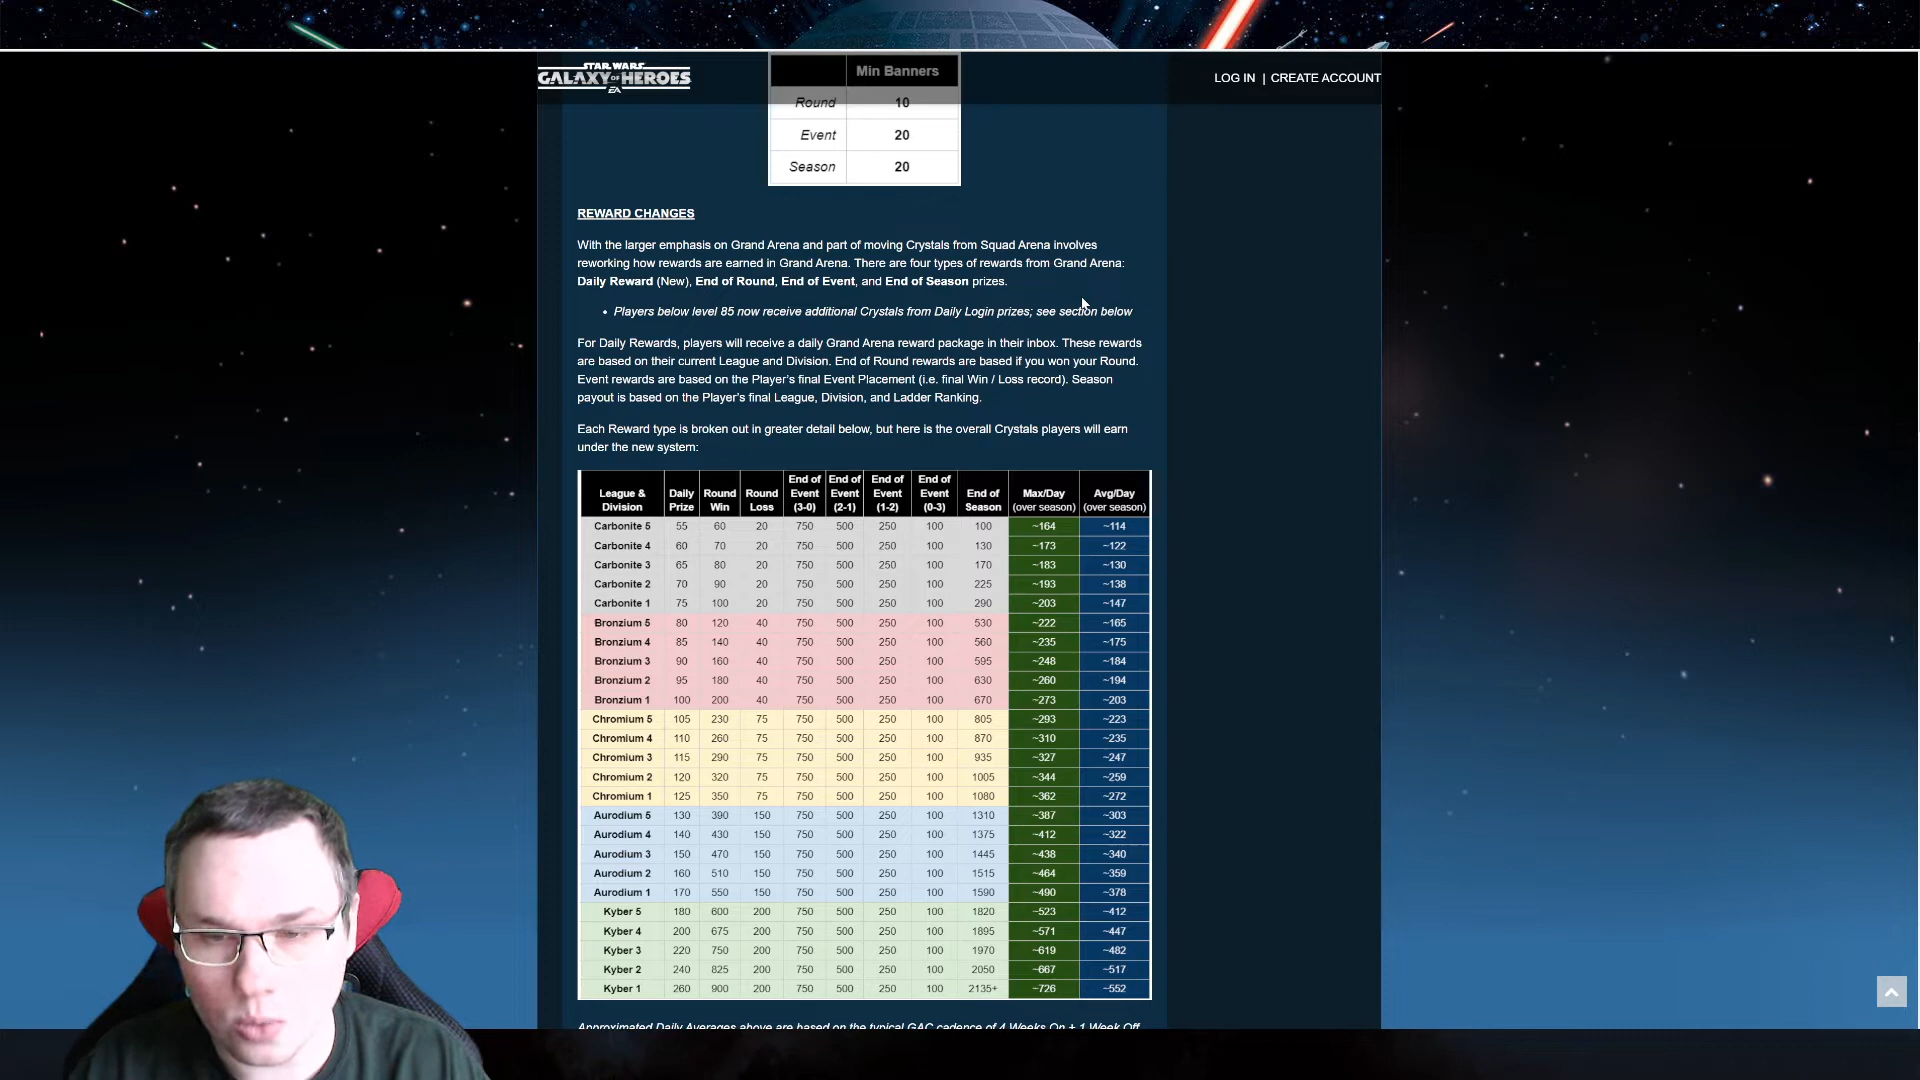 STAR WARS
GALAXY OF HEROES
EA
LOG IN | CREATE ACCOUNT
Min Banners
Round 10
Event 20
Season 20
REWARD CHANGES
With the larger emphasis on Grand Arena and part of moving Crystals from Squad Arena involves
reworking how rewards are earned in Grand Arena. There are four types of rewards from Grand Arena:
Daily Reward (New), End of Round, End of Event, and End of Season prizes.
• Players below level 85 now receive additional Crystals from Daily Login prizes; see section below
For Daily Rewards, players will receive a daily Grand Arena reward package in their inbox. These rewards
are based on their current League and Division. End of Round rewards are based if you won your Round.
Event rewards are based on the Player's final Event Placement (i.e. final Win / Loss record). Season
payout is based on the Player's final League, Division, and Ladder Ranking.
Each Reward type is broken out in greater detail below, but here is the overall Crystals players will earn
under the new system:
League & Division Daily Prize Round Win Round Loss End of Event (3-0) End of Event (2-1) End of Event (1-2) End of Event (0-3) End of Season Max/Day (over season) Avg/Day (over season)
Carbonite 5 55 60 20 750 500 250 100 100 ~164 ~114
Carbonite 4 60 70 20 750 500 250 100 130 ~173 ~122
Carbonite 3 65 80 20 750 500 250 100 170 ~183 ~130
Carbonite 2 70 90 20 750 500 250 100 225 ~193 ~138
Carbonite 1 75 100 20 750 500 250 100 290 ~203 ~147
Bronzium 5 80 120 40 750 500 250 100 530 ~222 ~165
Bronzium 4 85 140 40 750 500 250 100 560 ~235 ~175
Bronzium 3 90 160 40 750 500 250 100 595 ~248 ~184
Bronzium 2 95 180 40 750 500 250 100 630 ~260 ~194
Bronzium 1 100 200 40 750 500 250 100 670 ~273 ~203
Chromium 5 105 230 75 750 500 250 100 805 ~293 ~223
Chromium 4 110 260 75 750 500 250 100 870 ~310 ~235
Chromium 3 115 290 75 750 500 250 100 935 ~327 ~247
Chromium 2 120 320 75 750 500 250 100 1005 ~344 ~259
Chromium 1 125 350 75 750 500 250 100 1080 ~362 ~272
Aurodium 5 130 390 150 750 500 250 100 1310 ~387 ~303
Aurodium 4 140 430 150 750 500 250 100 1375 ~412 ~322
Aurodium 3 150 470 150 750 500 250 100 1445 ~438 ~340
Aurodium 2 160 510 150 750 500 250 100 1515 ~464 ~359
Aurodium 1 170 550 150 750 500 250 100 1590 ~490 ~378
Kyber 5 180 600 200 750 500 250 100 1820 ~523 ~412
Kyber 4 200 675 200 750 500 250 100 1895 ~571 ~447
Kyber 3 220 750 200 750 500 250 100 1970 ~619 ~482
Kyber 2 240 825 200 750 500 250 100 2050 ~667 ~517
Kyber 1 260 900 200 750 500 250 100 2135+ ~726 ~552
Approximated Daily Averages above are based on the typical GAC cadence of 4 Weeks On + 1 Week Off